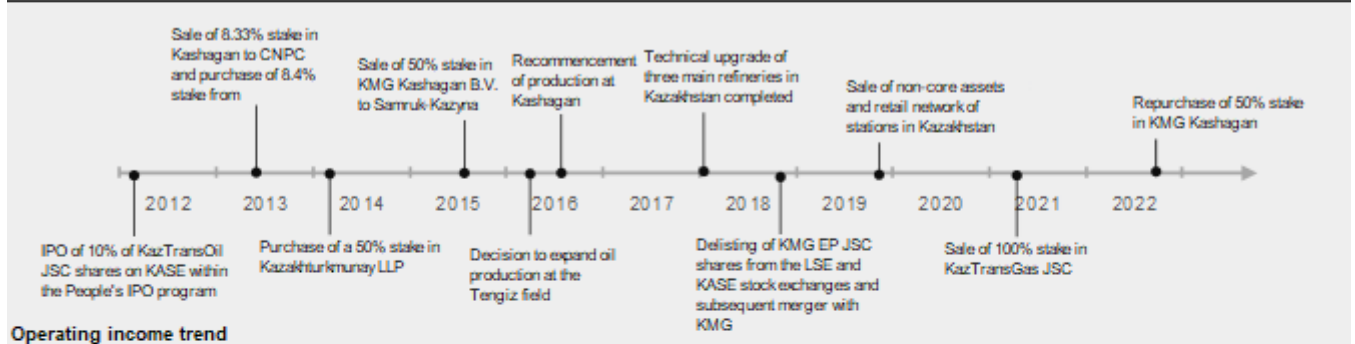 Sale of 8.33% stake in
Kashagan to CNPC
and purchase of 8.4%
stake from
Sale of 50% stake in
KMG Kashagan B.V.
to Samruk-Kazyna
Recommencement
of production at
Kashagan
Technical upgrade of
three main refineries in
Kazakhstan completed
Sale of non-core assets
and retail network of
stations in Kazakhstan
Repurchase of 50% stake
in KMG Kashagan
2012 2013 2014 2015 2016 2017 2018 2019 2020 2021 2022
IPO of 10% of KazTransOil
JSC shares on KASE within
the People's IPO program
Purchase of a 50% stake in
Kazakhturkmunay LLP
Decision to expand oil
production at the
Tengiz field
Delisting of KMG EP JSC
shares from the LSE and
KASE stock exchanges and
subsequent merger with
KMG
Sale of 100% stake in
KazTransGas JSC
Operating income trend